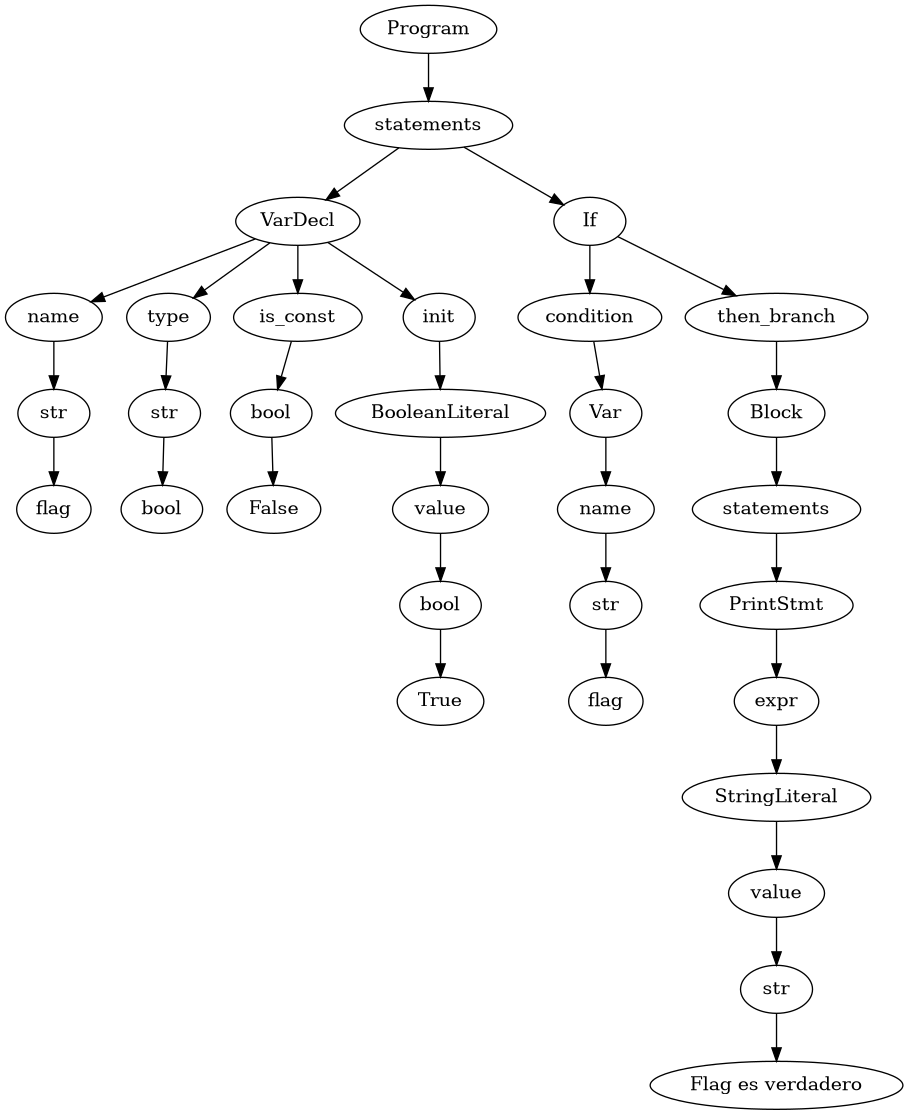 Program
statements
VarDecl
If
name
type
is_const
init
condition
then_branch
str
str
bool
BooleanLiteral
Var
Block
flag
bool
False
value
name
statements
bool
str
PrintStmt
True
flag
expr
StringLiteral
value
str
Flag es verdadero